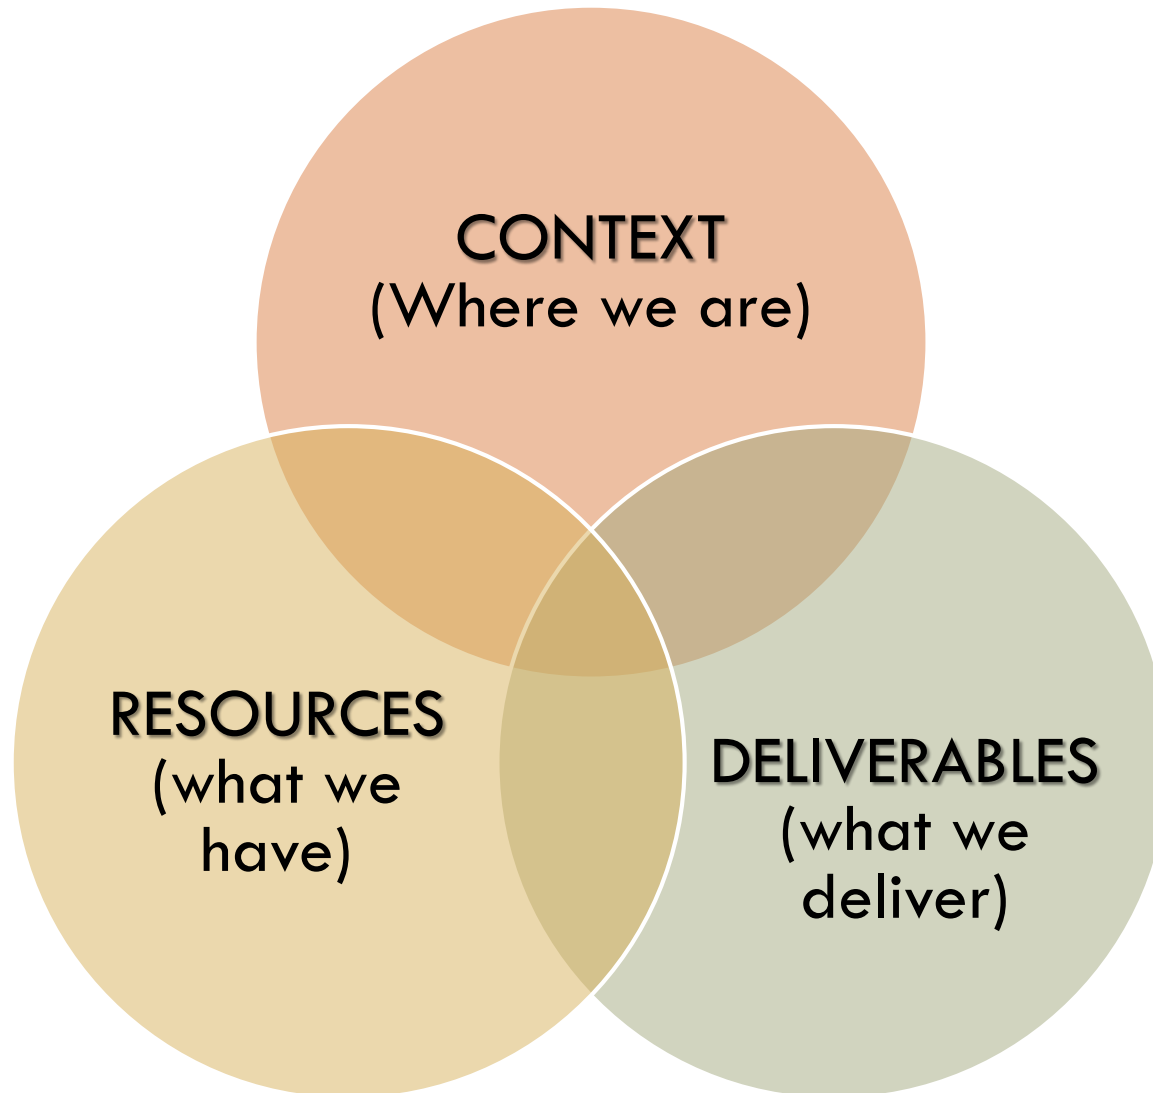 CONTEXT
(Where we are)
RESOURCES
(what we
have)
DELIVERABLES
(what we
deliver)